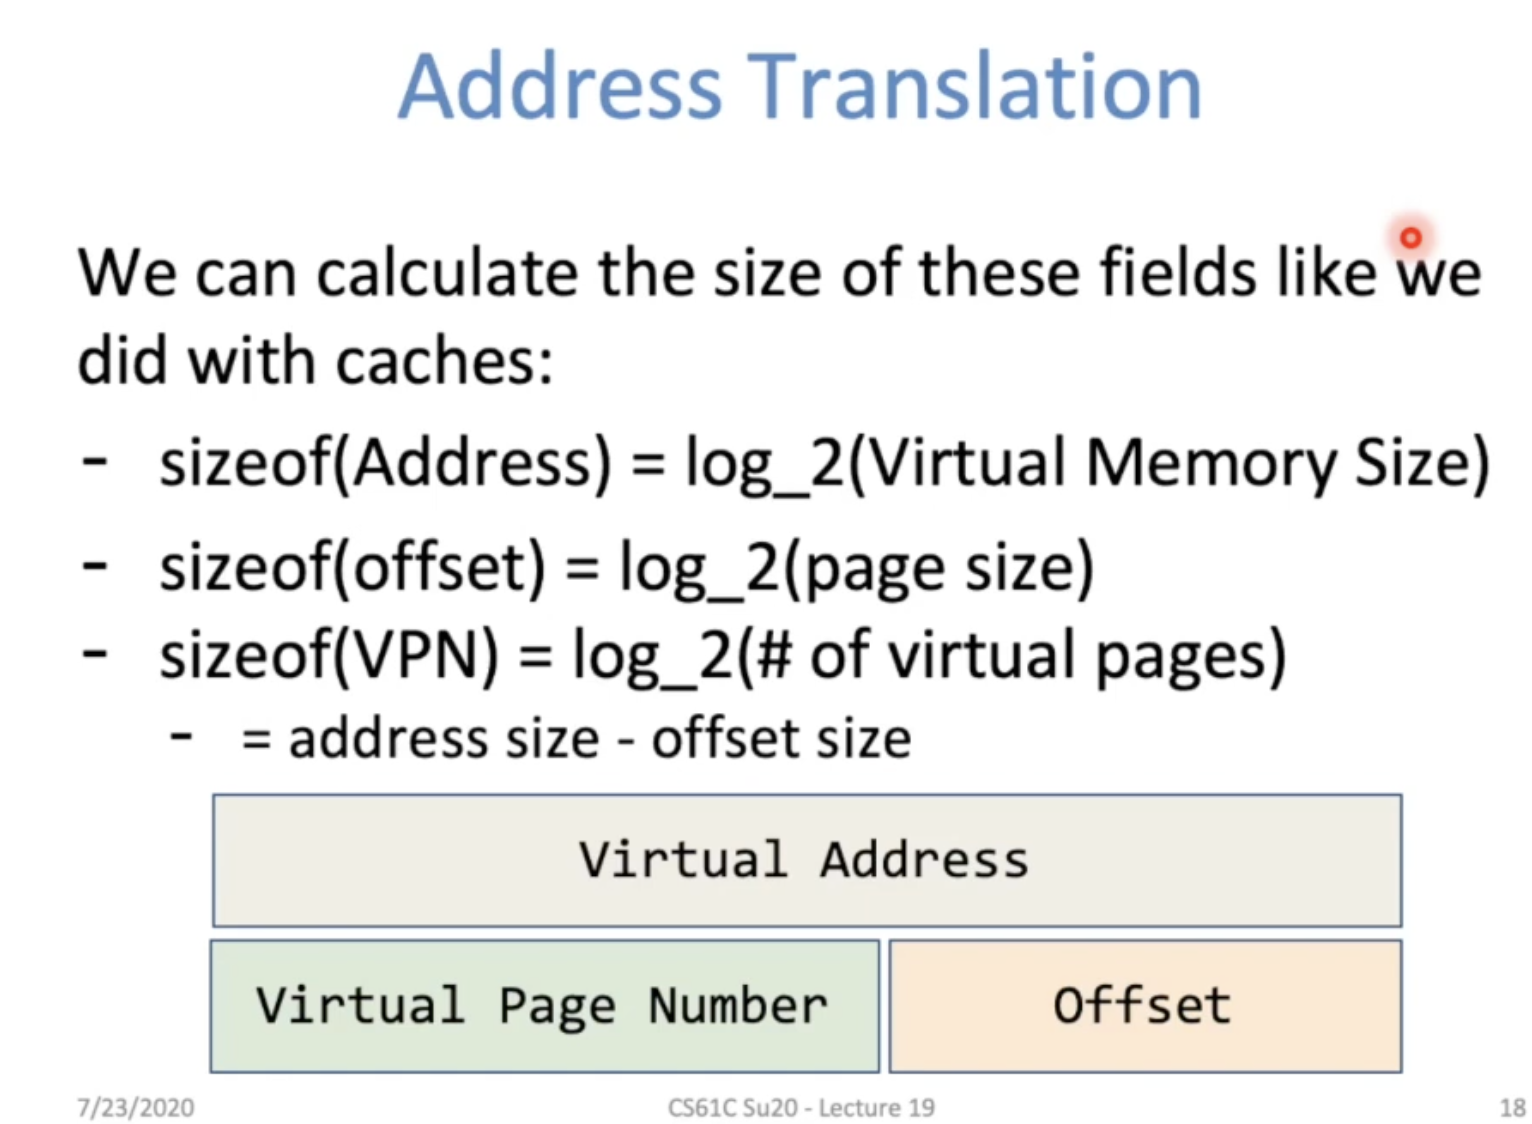 Address Translation
We can calculate the size of these fields like we
did with caches:
- sizeof(Address) = log_2(Virtual Memory Size)
- sizeof(offset) = log_2(page size)
- sizeof(VPN) = log_2(# of virtual pages)
- = address size - offset size
Virtual Address
Virtual Page Number Offset
7/23/2020 CS61C Su20 - Lecture 19 18